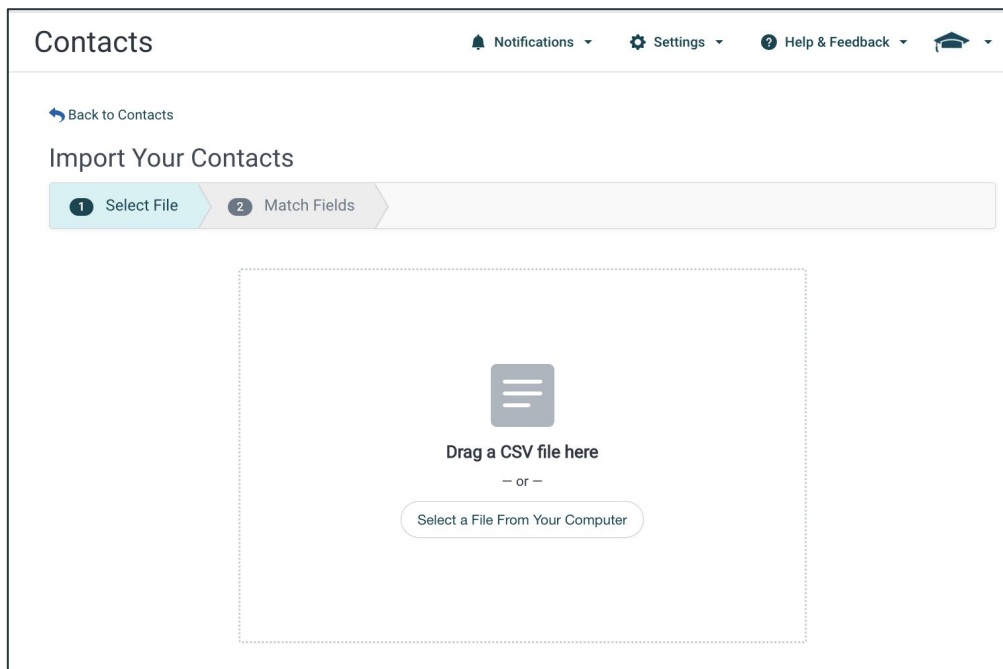 Contacts
Notifications
Settings
? Help & Feedback
Back to Contacts
Import Your Contacts
1 Select File
2 Match Fields
Drag a CSV file here
— or —
Select a File From Your Computer